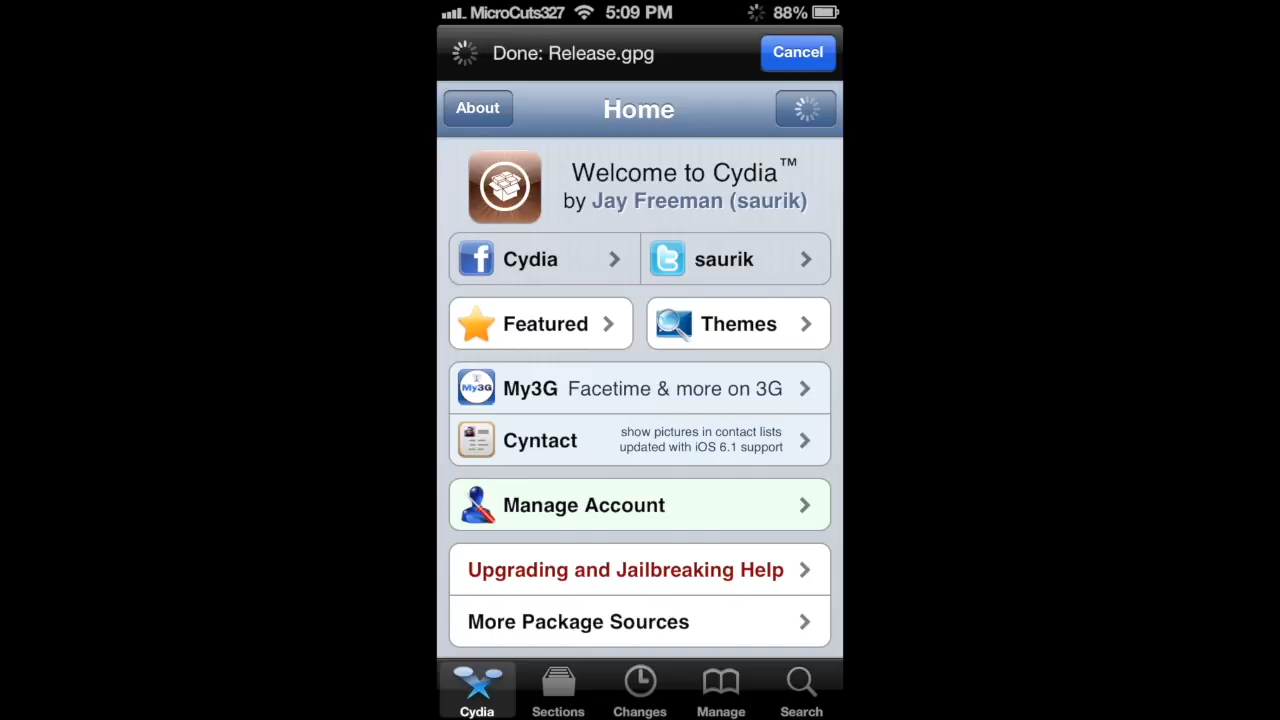 MicroCuts327 5:09 PM 88%
Done: Release.gpg Cancel
About Home
Welcome to Cydia™
by Jay Freeman (saurik)
Cydia saurik
Featured Themes
My3G My3G Facetime & more on 3G
Cyntact show pictures in contact lists
updated with iOS 6.1 support
Manage Account
Upgrading and Jailbreaking Help
More Package Sources
Cydia Sections Changes Manage Search